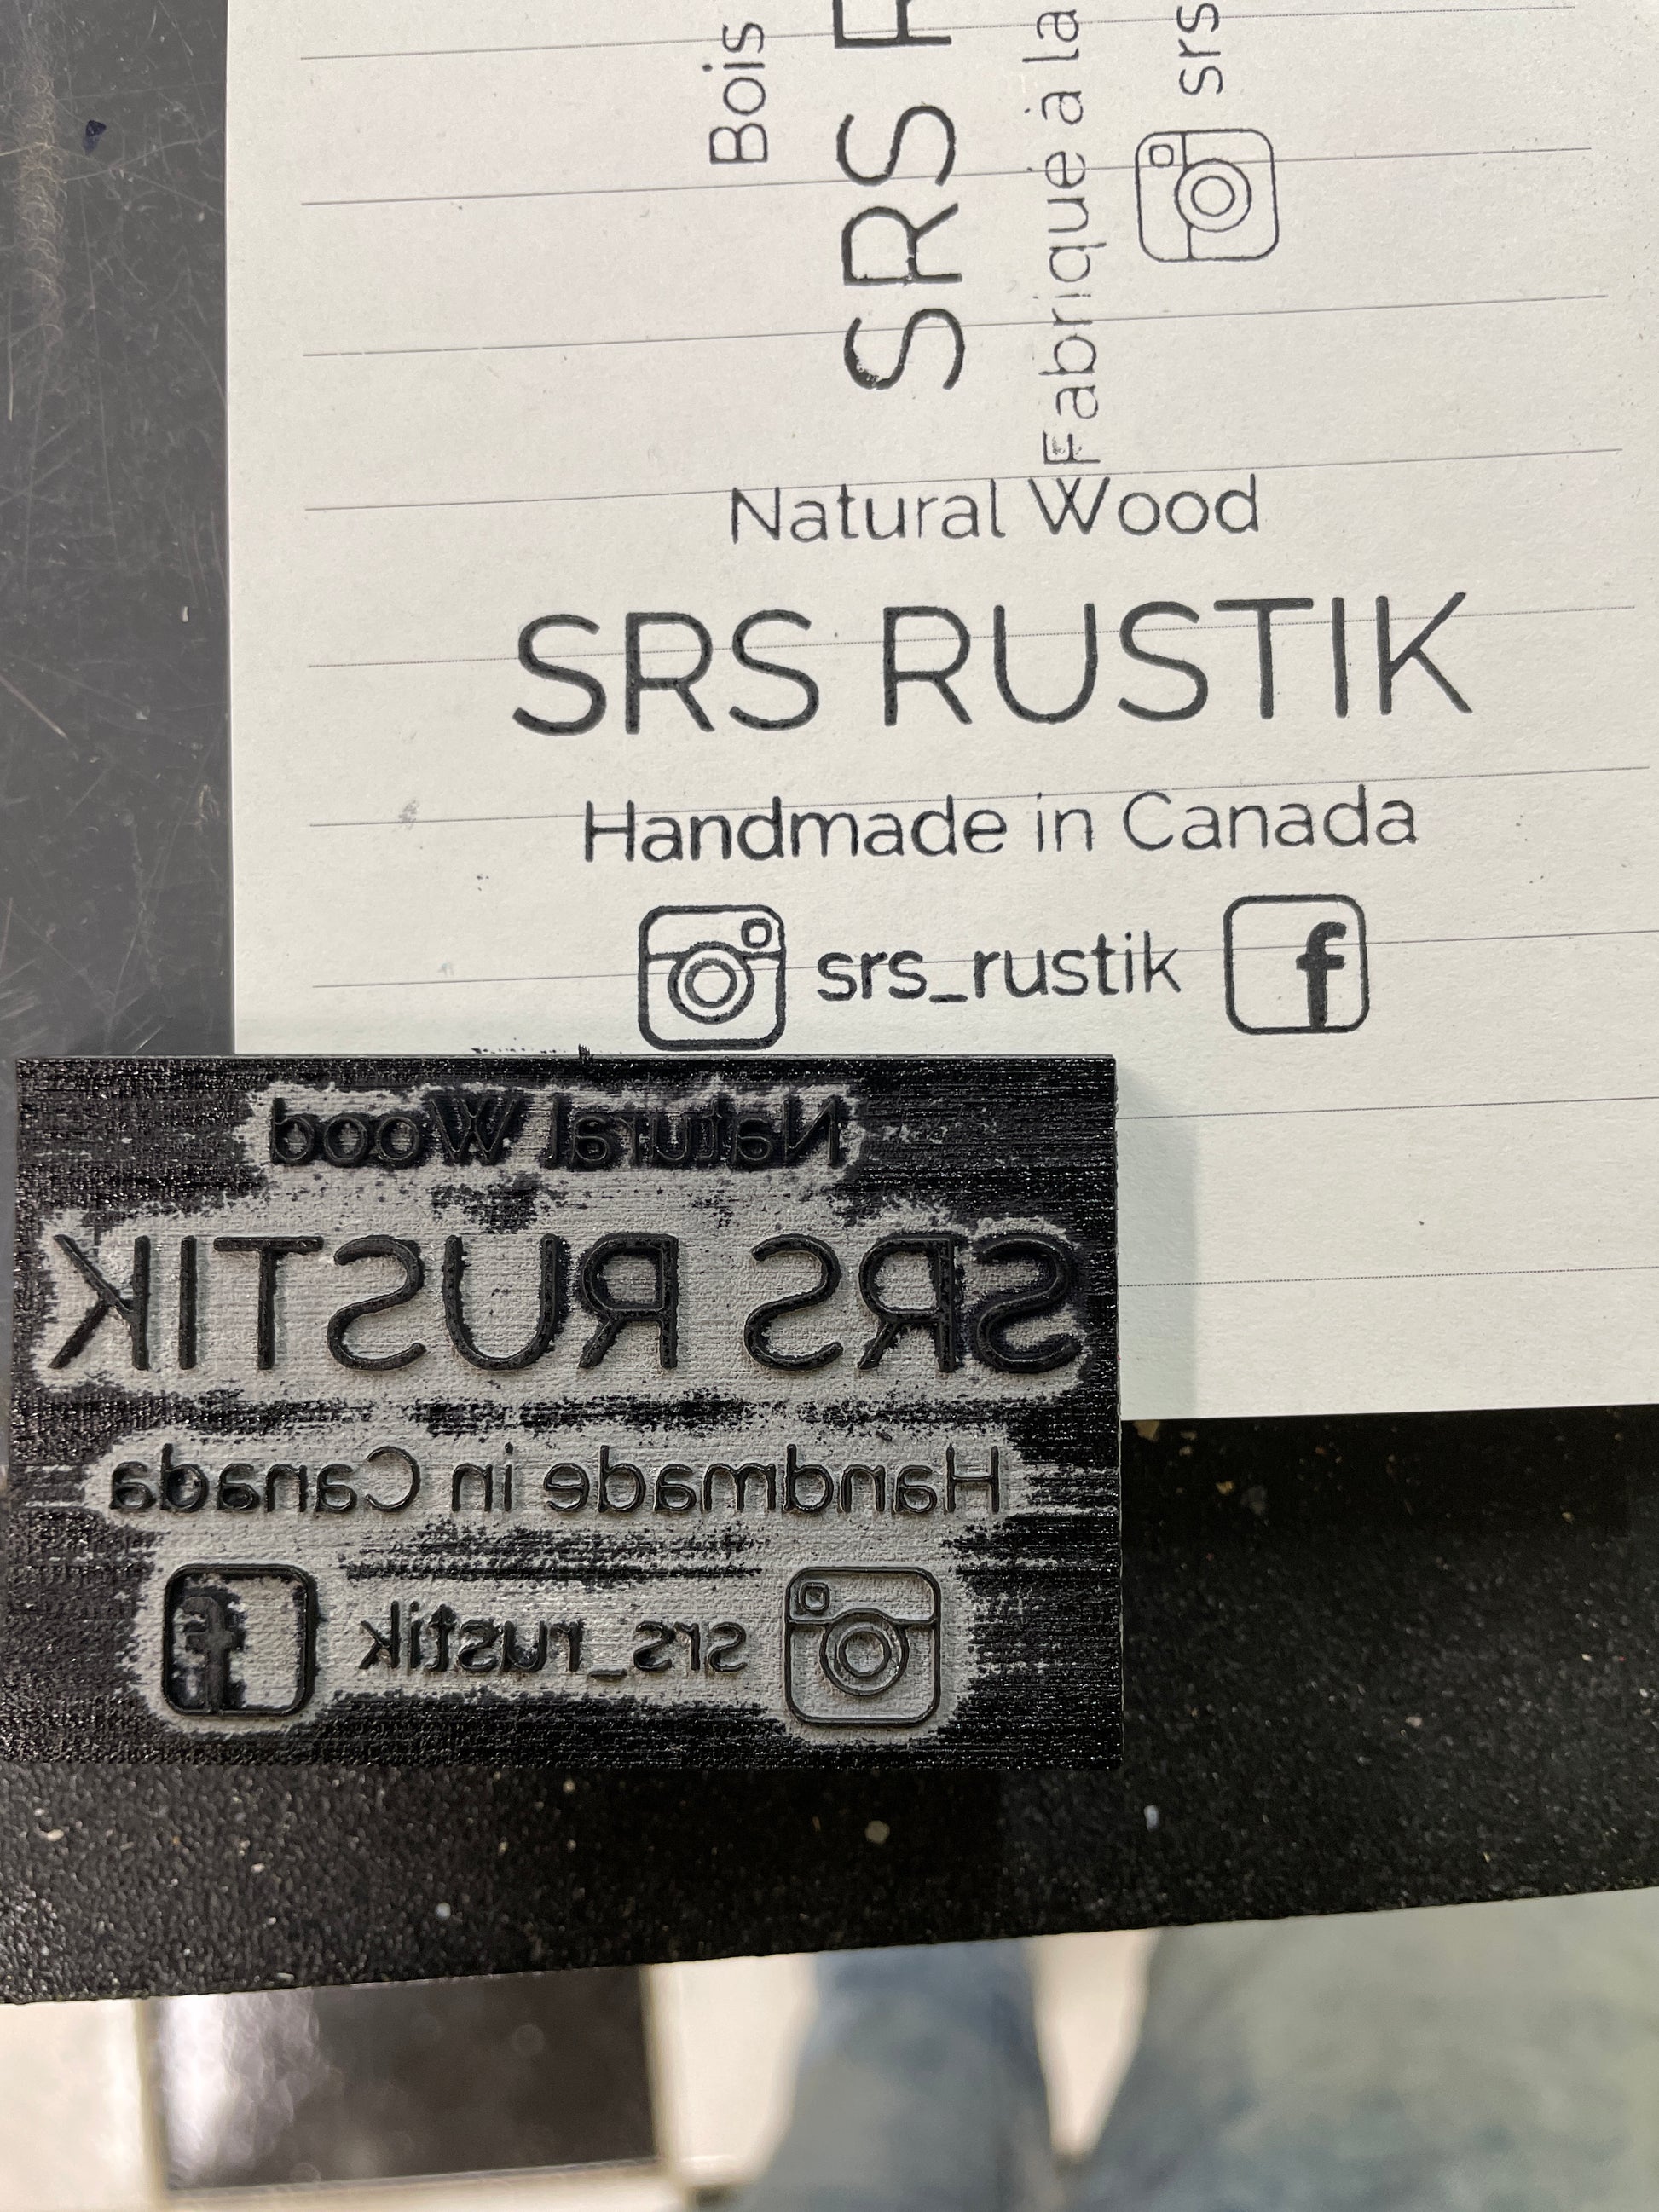 Bois
SRS R
Fabriqué à la
srs
Natural Wood
SRS RUSTIK
Handmade in Canada
srs_rustik f
Natural Wood
SRS RUSTIK
Handmade in Canada
srs_rustik f